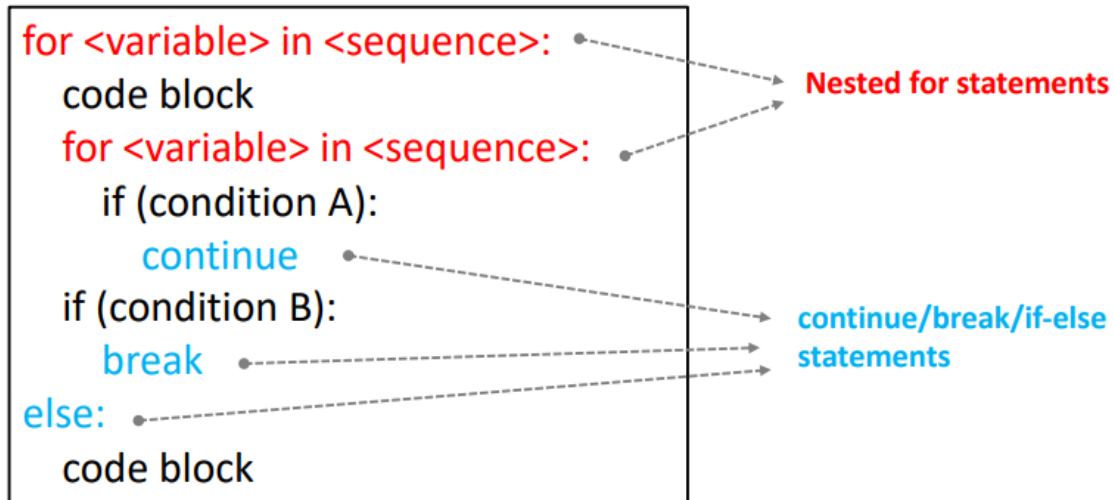 for <variable> in <sequence>:
code block
for <variable> in <sequence>:
if (condition A):
continue
if (condition B):
break
else:
code block
Nested for statements
continue/break/if-else
statements